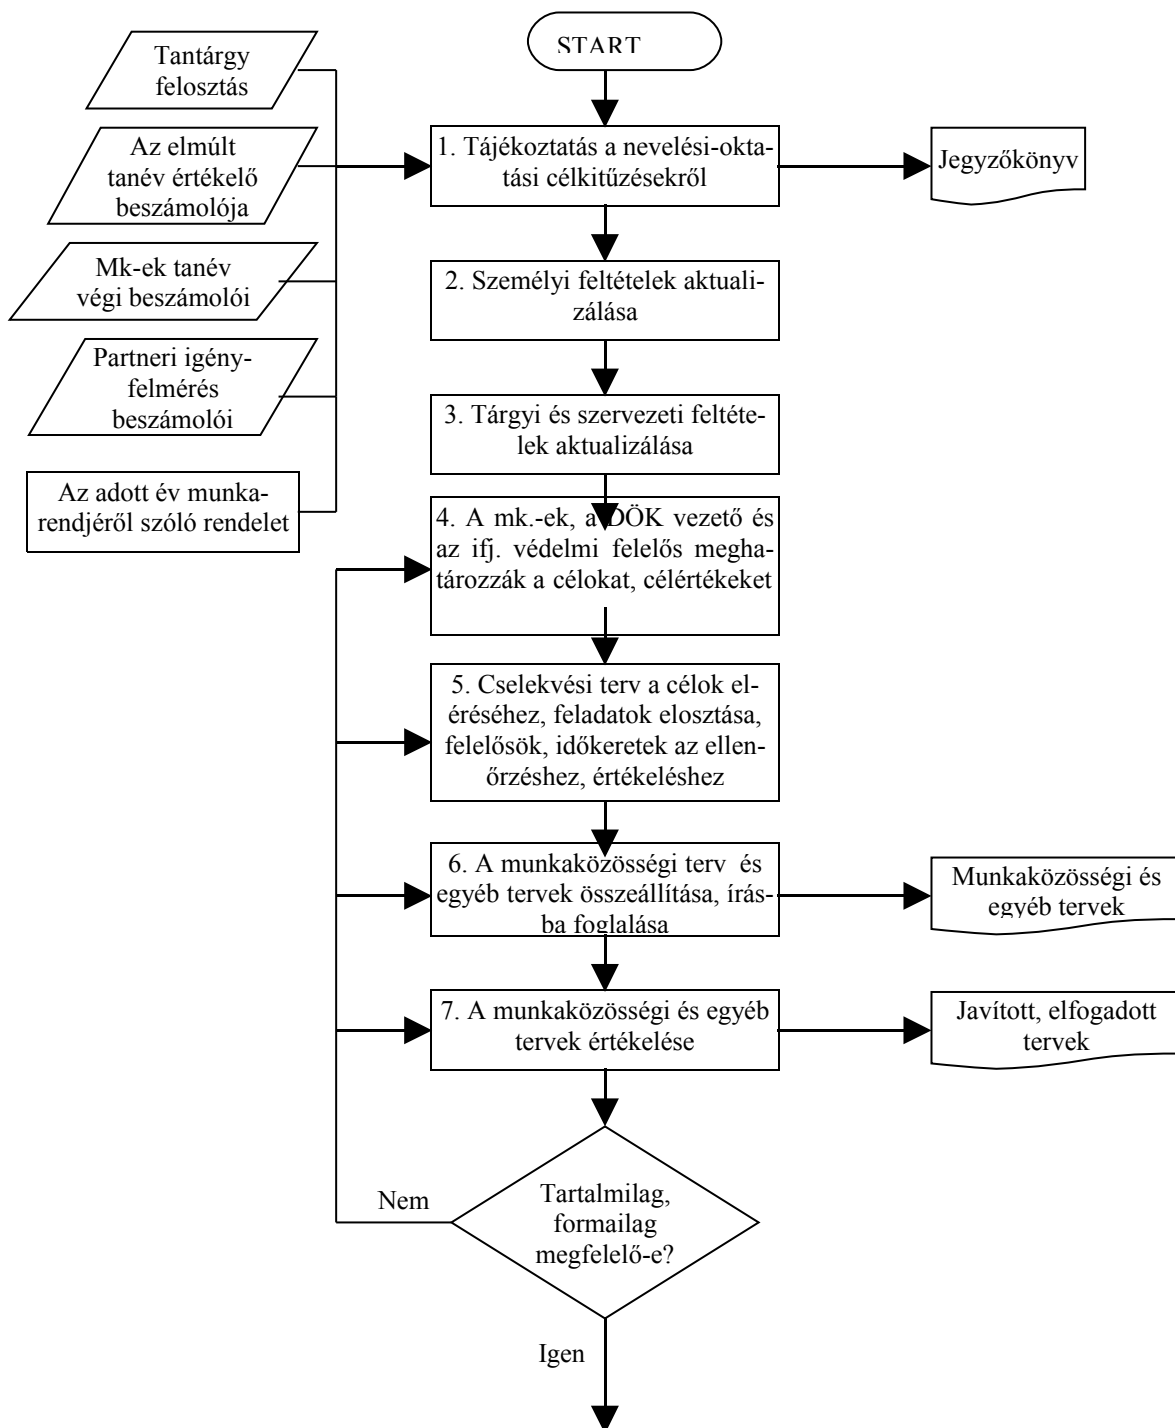 START
Tantárgy
felosztás
Az elmúlt
tanév értékelő
beszámolója
Mk-ek tanév
végi beszámolói
Partneri igény-
felmérés
beszámolói
Az adott év munka-
rendjéről szóló rendelet
1. Tájékoztatás a nevelési-okta-
tási célkitűzésekről
Jegyzőkönyv
2. Személyi feltételek aktuali-
zálása
3. Tárgyi és szervezeti feltéte-
lek aktualizálása
4. A mk.-ek, a DÖK vezető és
az ifj. védelmi felelős megha-
tározzák a célokat, célértékeket
5. Cselekvési terv a célok el-
éréséhez, feladatok elosztása,
felelősök, időkeretek az ellen-
őrzéshez, értékeléshez
6. A munkaközösségi terv és
egyéb tervek összeállítása, írás-
ba foglalása
Munkaközösségi és
egyéb tervek
7. A munkaközösségi és egyéb
tervek értékelése
Javított, elfogadott
tervek
Nem
Tartalmilag,
formailag
megfelelő-e?
Igen